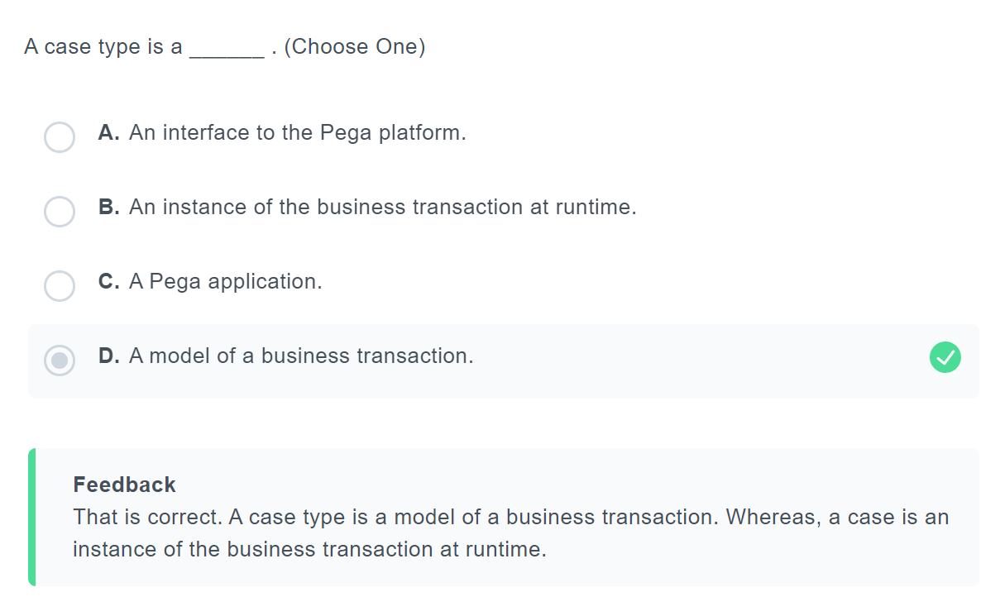 A case type is a ______ . (Choose One)
A. An interface to the Pega platform.
B. An instance of the business transaction at runtime.
C. A Pega application.
D. A model of a business transaction.
Feedback
That is correct. A case type is a model of a business transaction. Whereas, a case is an
instance of the business transaction at runtime.